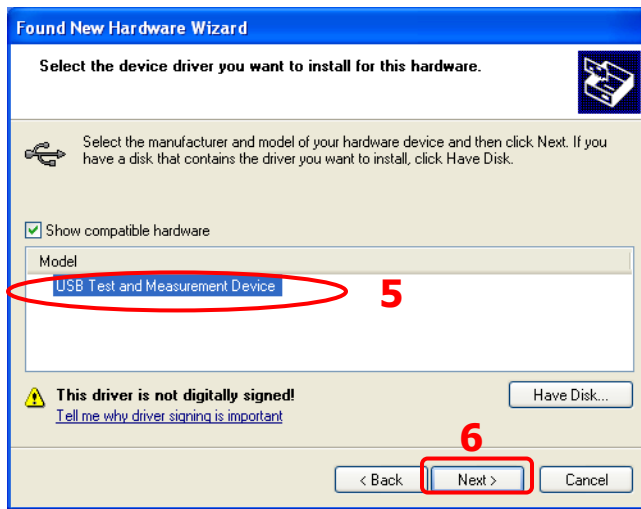 Found New Hardware Wizard
Select the device driver you want to install for this hardware.
Select the manufacturer and model of your hardware device and then click Next. If you
have a disk that contains the driver you want to install, click Have Disk.
Show compatible hardware
Model
USB Test and Measurement Device
5
This driver is not digitally signed!
Have Disk...
Tell me why driver signing is important
6
< Back
Next >
Cancel